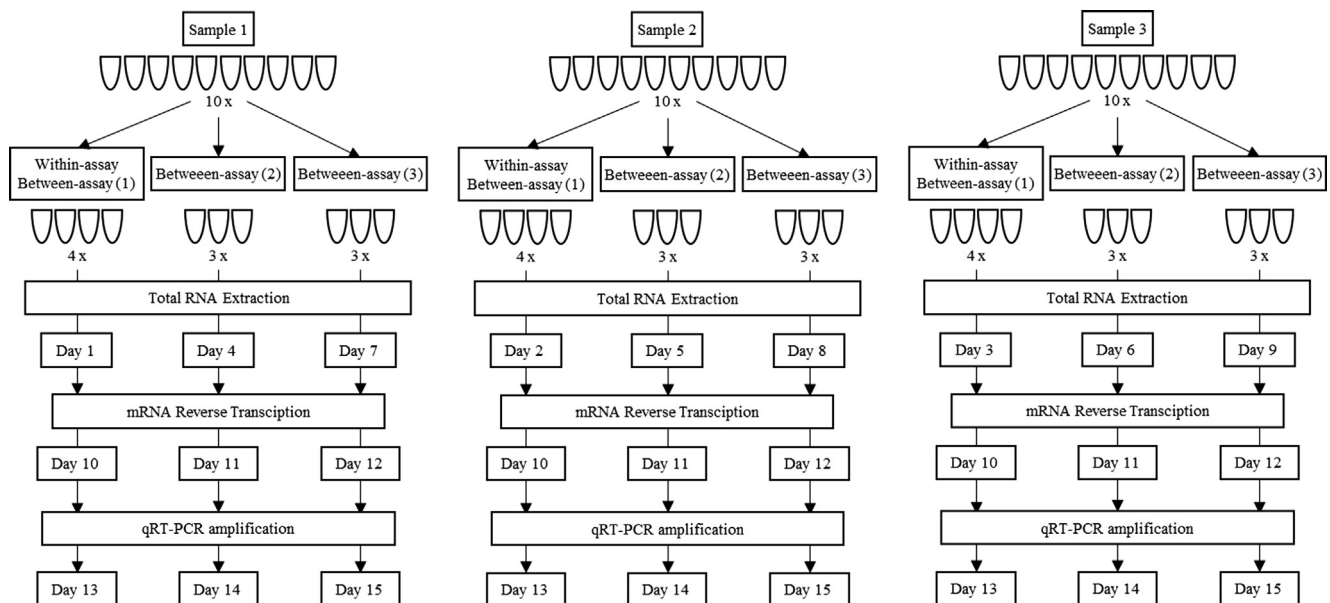 Sample 1
10 x
Within-assay
Between-assay (1)
Betweeen-assay (2)
Betweeen-assay (3)
4 x
3 x
3 x
Total RNA Extraction
Day 1
Day 4
Day 7
mRNA Reverse Transciption
Day 10
Day 11
Day 12
qRT-PCR amplification
Day 13
Day 14
Day 15
Sample 2
10 x
Within-assay
Between-assay (1)
Betweeen-assay (2)
Betweeen-assay (3)
4 x
3 x
3 x
Total RNA Extraction
Day 2
Day 5
Day 8
mRNA Reverse Transciption
Day 10
Day 11
Day 12
qRT-PCR amplification
Day 13
Day 14
Day 15
Sample 3
10 x
Within-assay
Between-assay (1)
Betweeen-assay (2)
Betweeen-assay (3)
4 x
3 x
3 x
Total RNA Extraction
Day 3
Day 6
Day 9
mRNA Reverse Transciption
Day 10
Day 11
Day 12
qRT-PCR amplification
Day 13
Day 14
Day 15